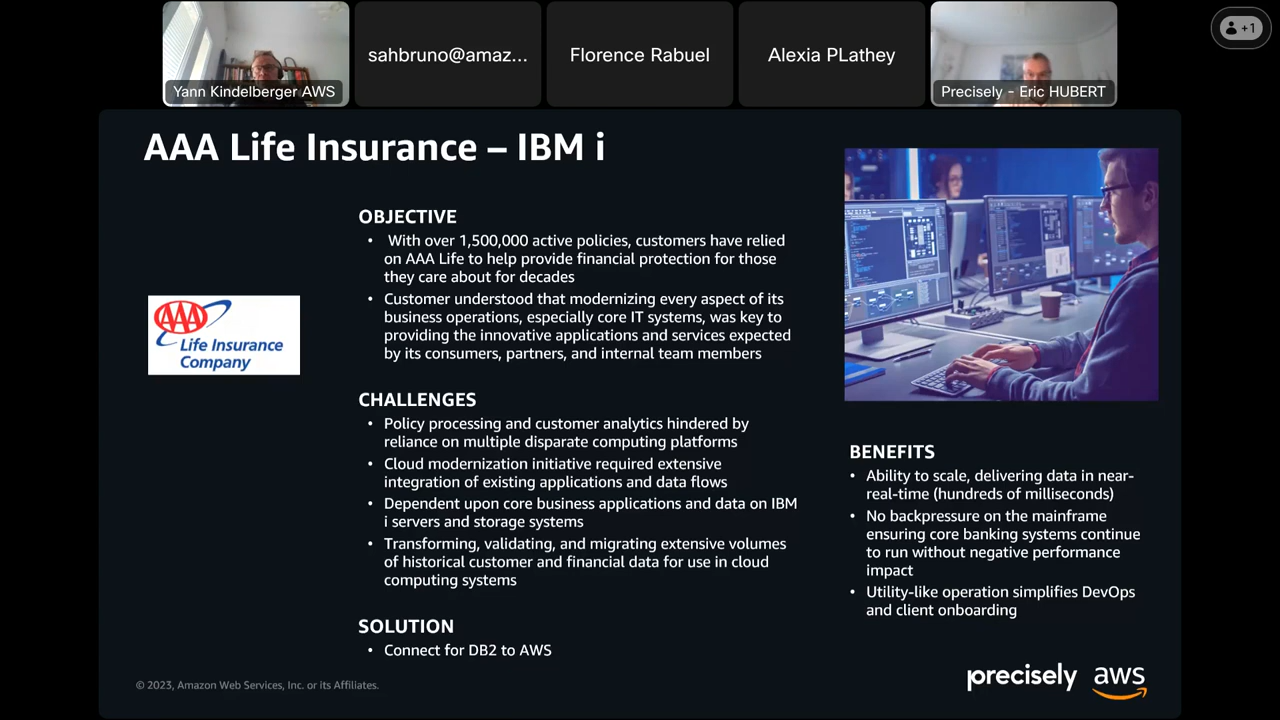 Yann Kindelberger AWS
sahbruno@amaz...
Florence Rabuel
Alexia PLathey
Precisely - Eric HUBERT
+1
AAA Life Insurance – IBM i
AAA
Life Insurance
Company
OBJECTIVE
• With over 1,500,000 active policies, customers have relied
on AAA Life to help provide financial protection for those
they care about for decades
• Customer understood that modernizing every aspect of its
business operations, especially core IT systems, was key to
providing the innovative applications and services expected
by its consumers, partners, and internal team members
CHALLENGES
• Policy processing and customer analytics hindered by
reliance on multiple disparate computing platforms
• Cloud modernization initiative required extensive
integration of existing applications and data flows
• Dependent upon core business applications and data on IBM
i servers and storage systems
• Transforming, validating, and migrating extensive volumes
of historical customer and financial data for use in cloud
computing systems
SOLUTION
• Connect for DB2 to AWS
BENEFITS
• Ability to scale, delivering data in near-
real-time (hundreds of milliseconds)
• No backpressure on the mainframe
ensuring core banking systems continue
to run without negative performance
impact
• Utility-like operation simplifies DevOps
and client onboarding
© 2023, Amazon Web Services, Inc. or its Affiliates.
precisely
aws